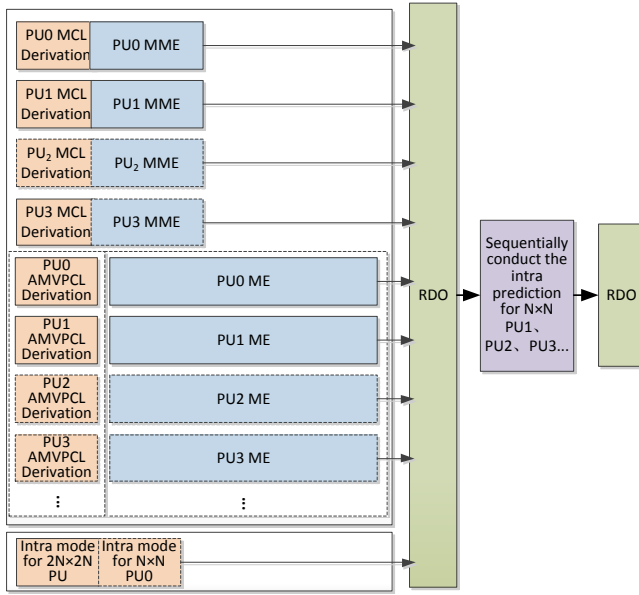 PU0 MCL
Derivation
PU0 MME
PU1 MCL
Derivation
PU1 MME
PU₂ MCL
Derivation
PU₂ MME
PU3 MCL
Derivation
PU3 MME
PU0
AMVPCL
Derivation
PU0 ME
PU1
AMVPCL
Derivation
PU1 ME
PU2
AMVPCL
Derivation
PU2 ME
PU3
AMVPCL
Derivation
PU3 ME
⋮
⋮
Intra mode
for 2N×2N
PU
Intra mode
for N×N
PU0
RDO
Sequentially
conduct the
intra
prediction
for N×N
PU1、
PU2、PU3...
RDO